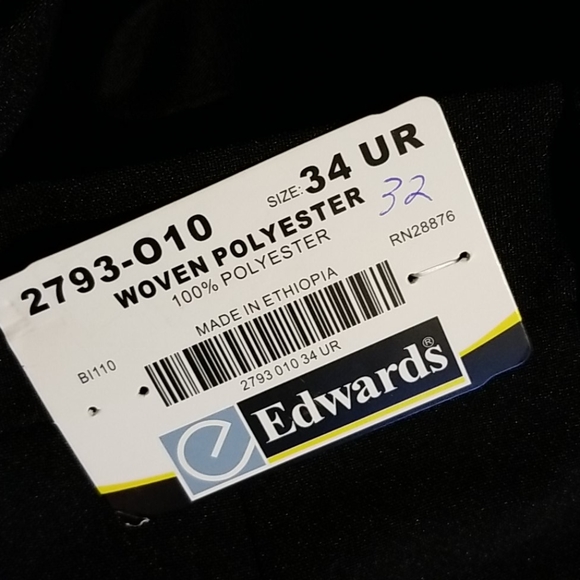 2793-O10
SIZE: 34 UR
WOVEN POLYESTER
32
100% POLYESTER
RN28876
MADE IN ETHIOPIA
BI110
2793 010 34 UR
e Edwards®